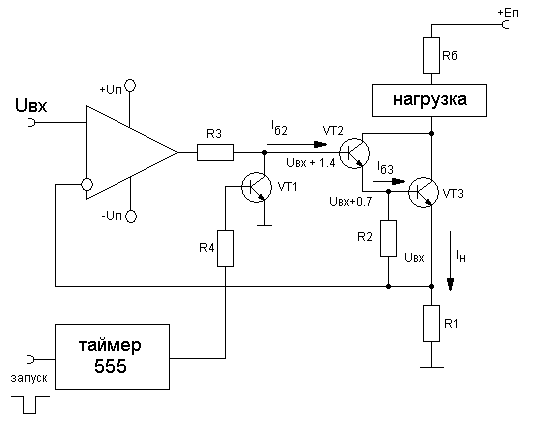 +Eп
Rб
нагрузка
+Uп
Uвх
R3
Iб2
VT2
Uвх + 1.4
Iб3
VT1
Uвх+0.7
VT3
-Uп
R4
R2
Uвх
Iн
R1
таймер
555
запуск